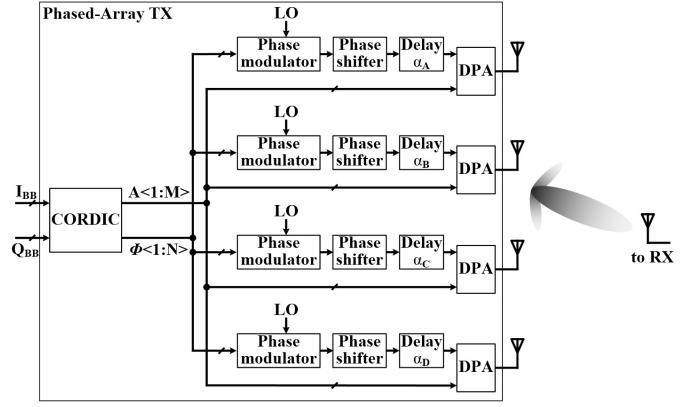 Phased-Array TX
LO
Phase
modulator
Phase
shifter
Delay
αA
DPA
LO
Phase
modulator
Phase
shifter
Delay
αB
DPA
IBB
QBB
CORDIC
A<1:M>
Φ<1:N>
LO
Phase
modulator
Phase
shifter
Delay
αC
DPA
to RX
LO
Phase
modulator
Phase
shifter
Delay
αD
DPA